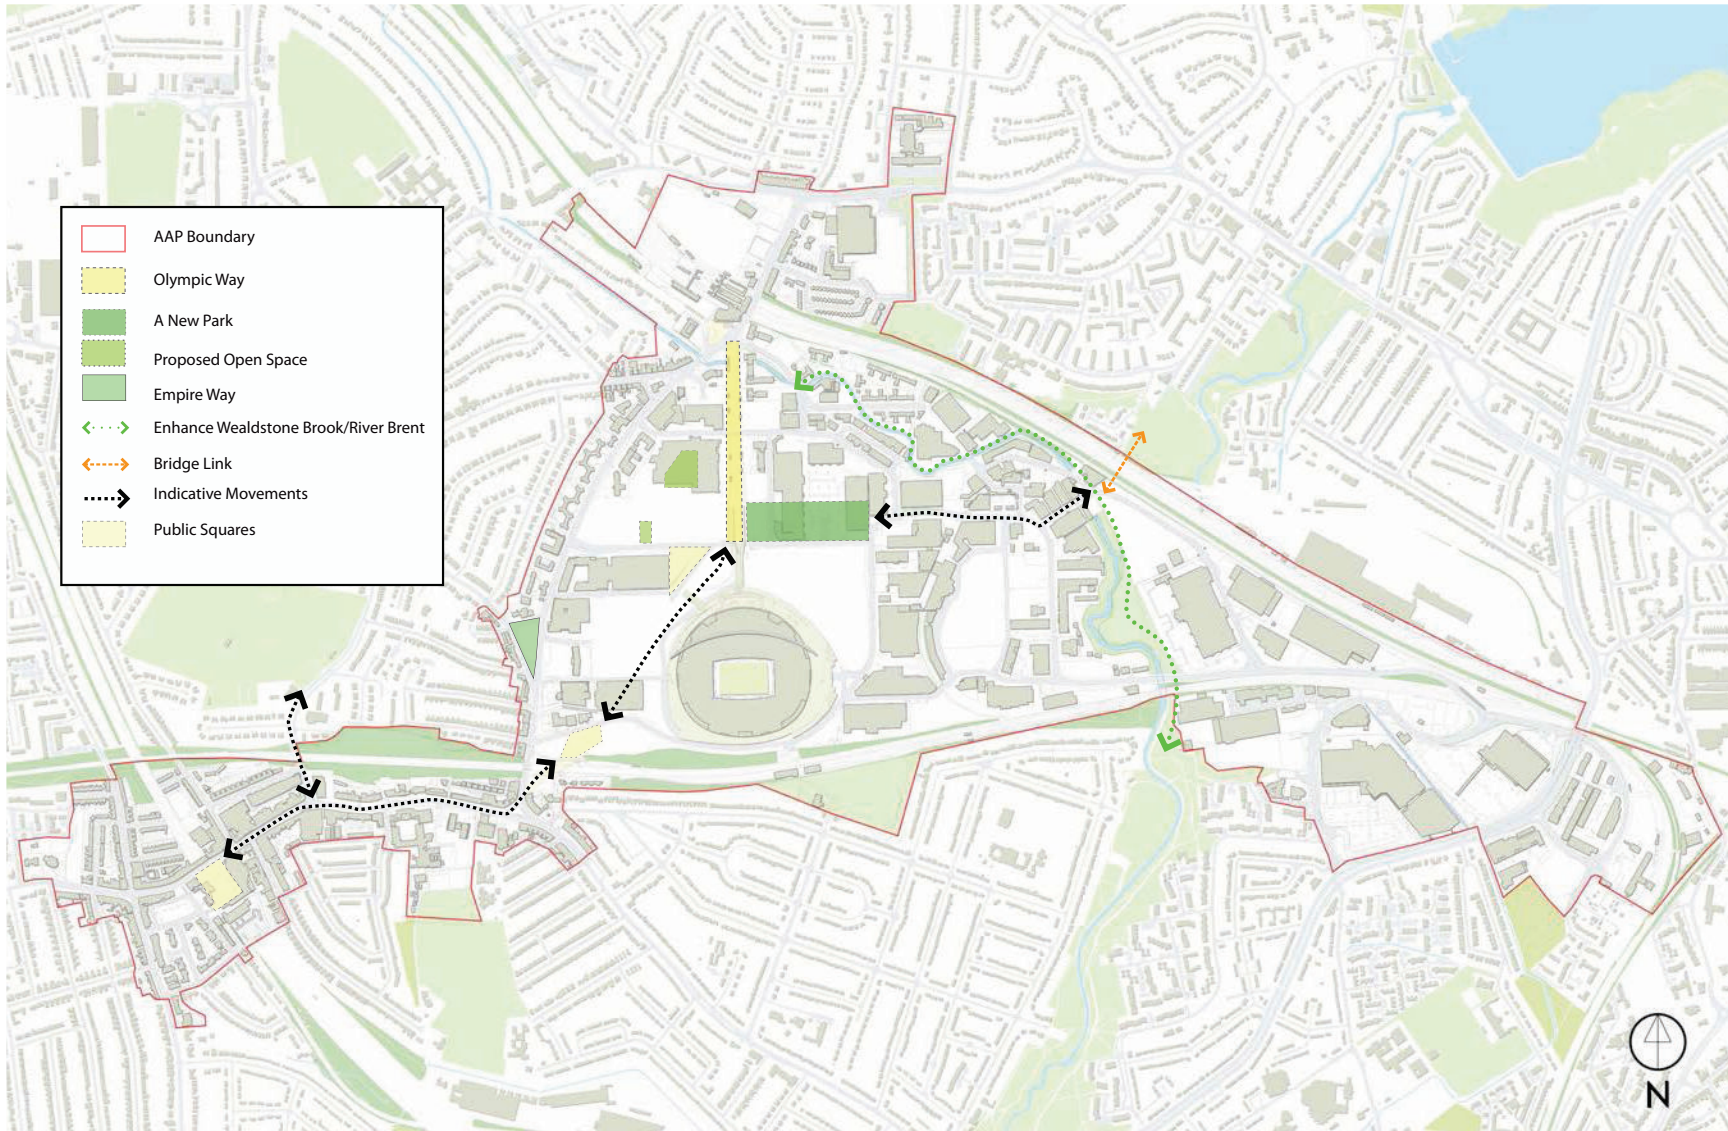 AAP Boundary
Olympic Way
A New Park
Proposed Open Space
Empire Way
Enhance Wealdstone Brook/River Brent
Bridge Link
Indicative Movements
Public Squares
N